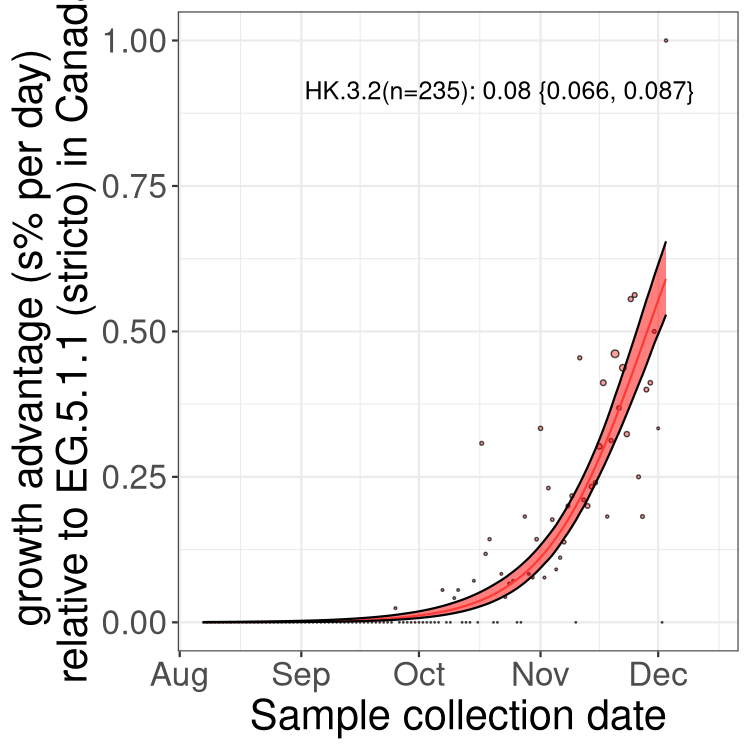 growth advantage (s% per day)
relative to EG.5.1.1 (stricto) in Canada
1.00
0.75
0.50
0.25
0.00
HK.3.2(n=235): 0.08 {0.066, 0.087}
Aug Sep Oct Nov Dec
Sample collection date